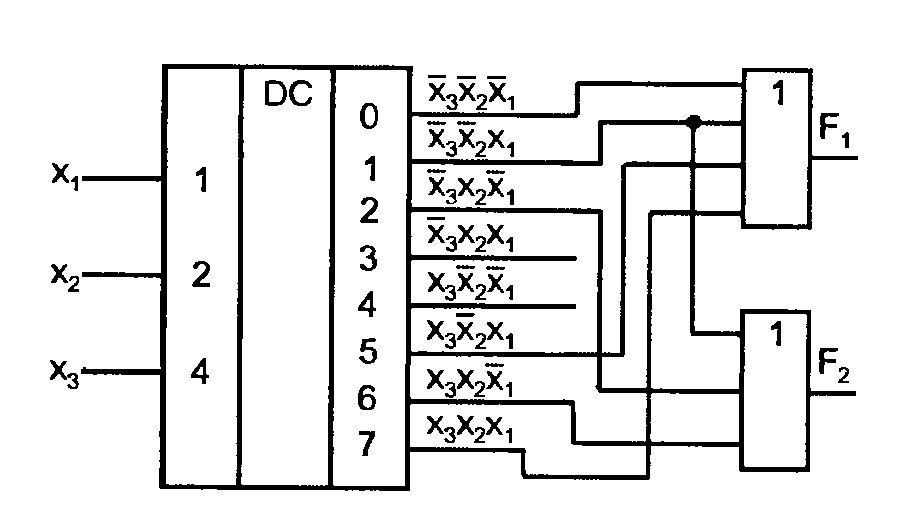 DC
x̄₃x̄₂x̄₁
0
1
F₁
x̄₃x̄₂x₁
x₁
1
1
x̄₃x₂x̄₁
2
x̄₃x₂x₁
x₂
2
3
x₃x̄₂x̄₁
4
x₃x̄₂x₁
1
5
F₂
x₃
4
x₃x₂x̄₁
6
x₃x₂x₁
7